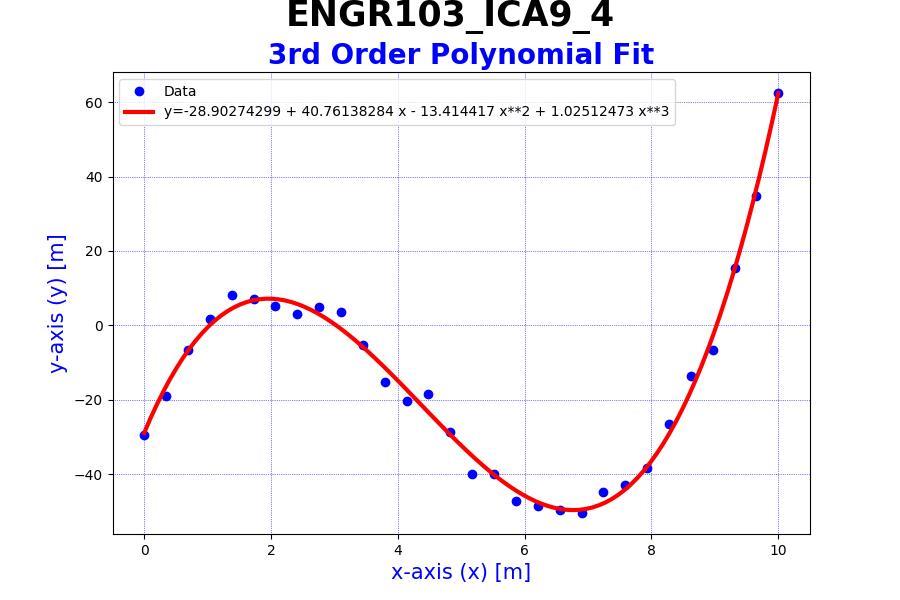 ENGR103_ICA9_4
3rd Order Polynomial Fit
Data
y=-28.90274299 + 40.76138284 x - 13.414417 x**2 + 1.02512473 x**3
60
40
20
0
−20
−40
y-axis (y) [m]
0 2 4 6 8 10
x-axis (x) [m]